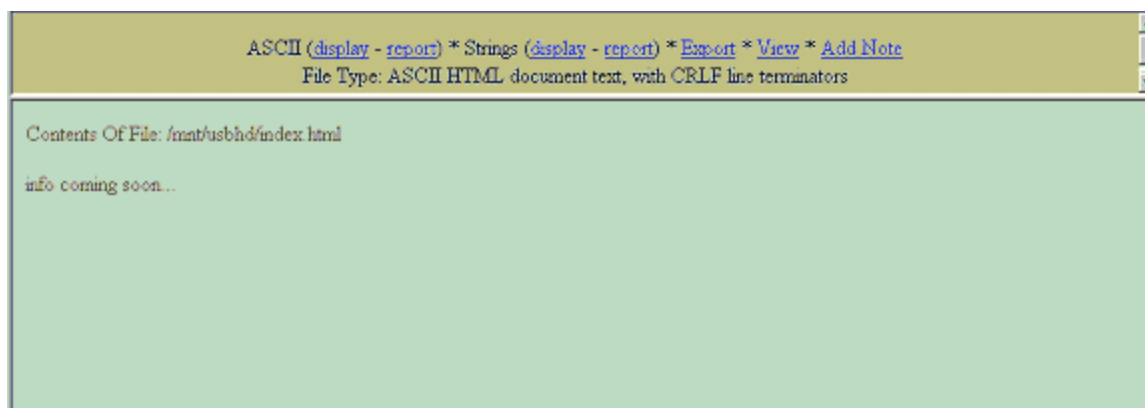 ASCII (display - report) * Strings (display - report) * Export * View * Add Note
File Type: ASCII HTML document text, with CRLF line terminators
Contents Of File: /mnt/usbhd/index.html
info coming soon...